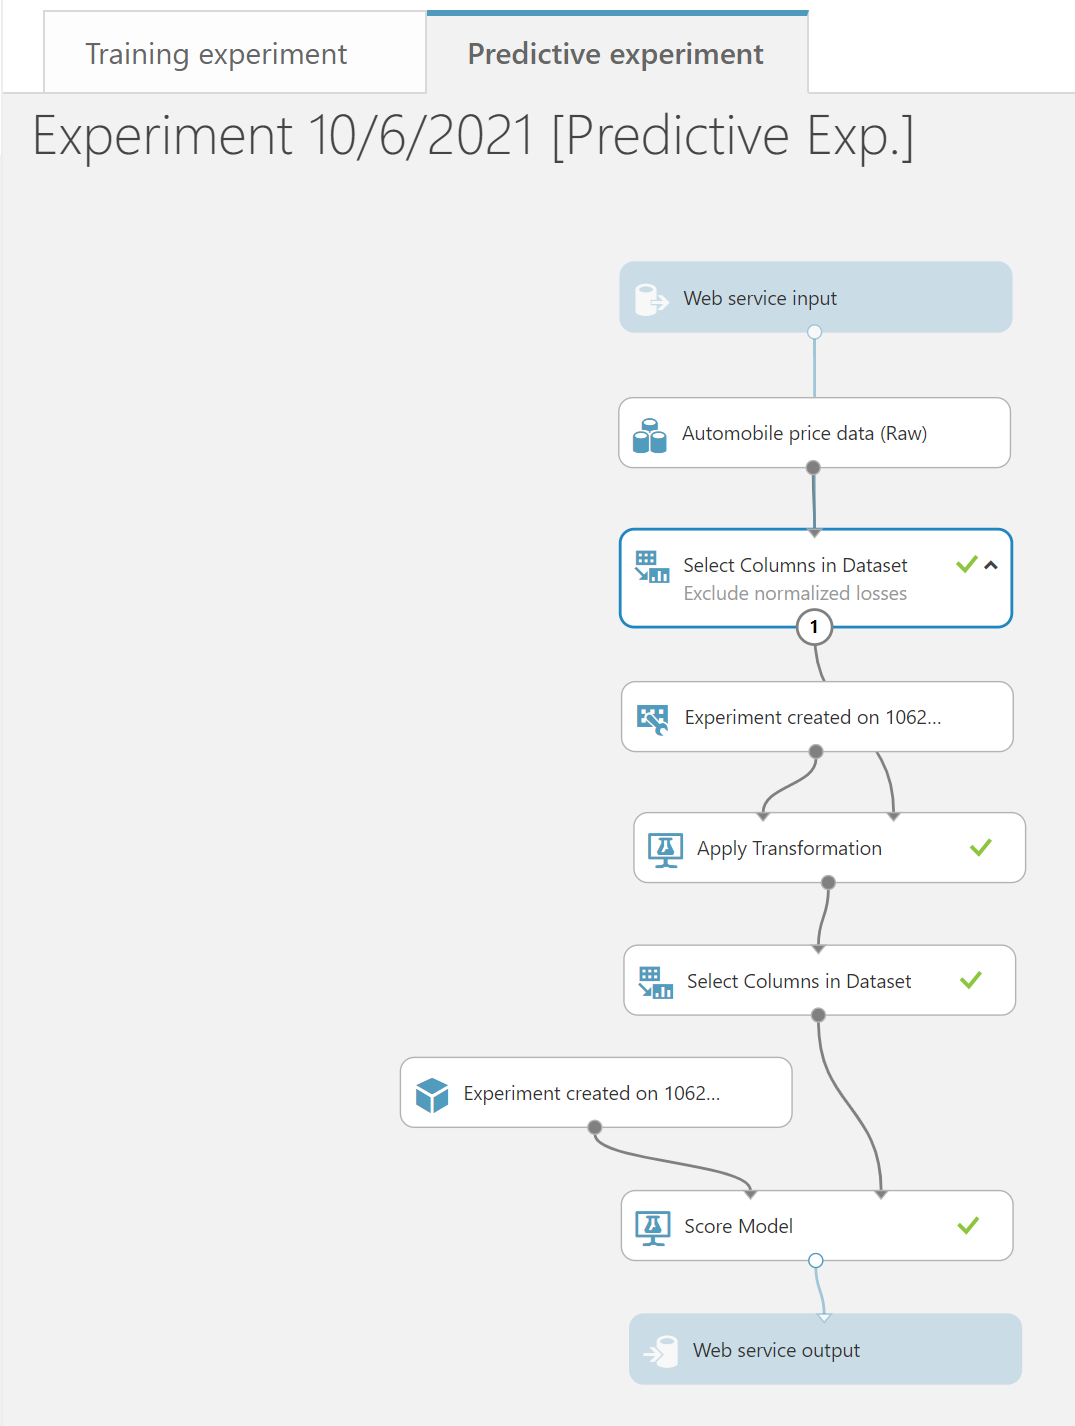 Training experiment
Predictive experiment
Experiment 10/6/2021 [Predictive Exp.]
Web service input
Automobile price data (Raw)
Select Columns in Dataset
Exclude normalized losses
1
Experiment created on 1062...
Apply Transformation
Select Columns in Dataset
Experiment created on 1062...
Score Model
Web service output